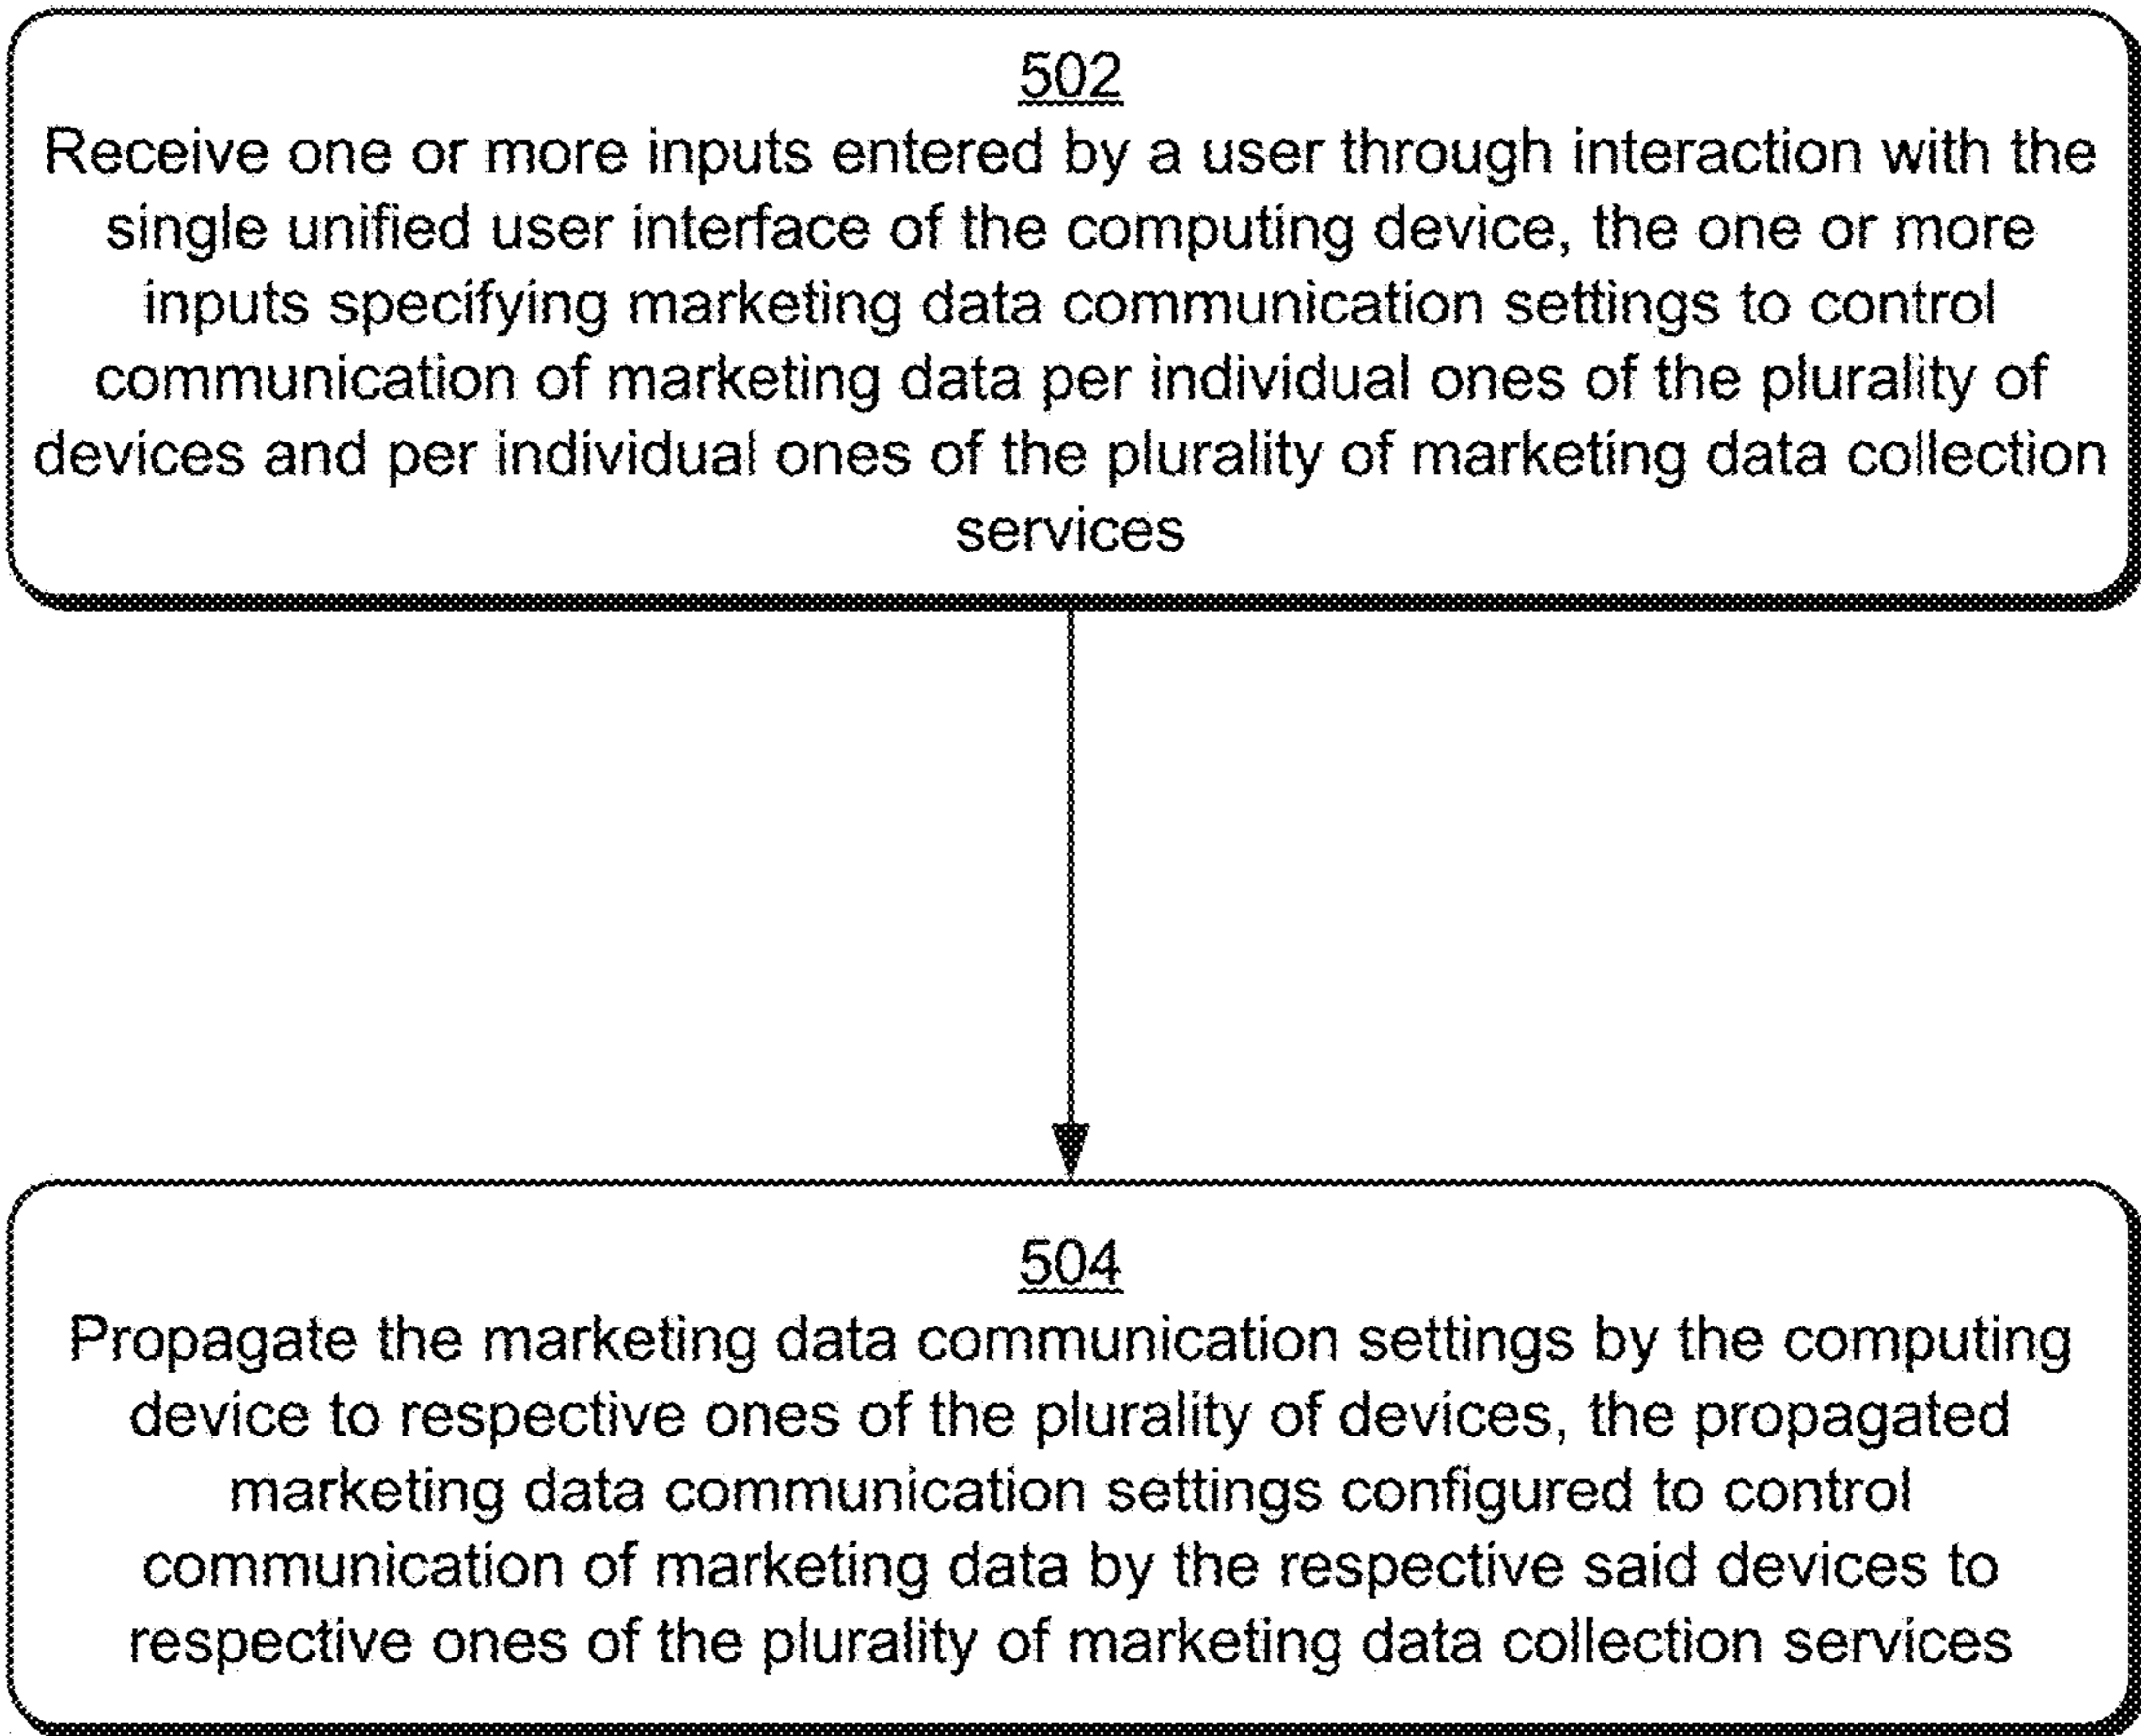 502
Receive one or more inputs entered by a user through interaction with the
single unified user interface of the computing device, the one or more
inputs specifying marketing data communication settings to control
communication of marketing data per individual ones of the plurality of
devices and per individual ones of the plurality of marketing data collection
services
504
Propagate the marketing data communication settings by the computing
device to respective ones of the plurality of devices, the propagated
marketing data communication settings configured to control
communication of marketing data by the respective said devices to
respective ones of the plurality of marketing data collection services